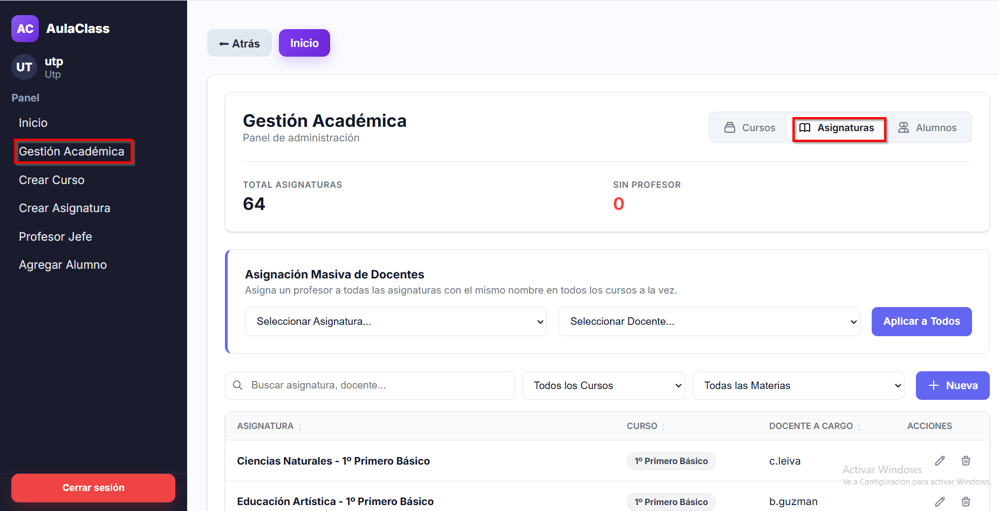 AC AulaClass
UT utp
Utp
Panel
Inicio
Gestión Académica
Crear Curso
Crear Asignatura
Profesor Jefe
Agregar Alumno
Cerrar sesión
← Atrás Inicio
Gestión Académica
Panel de administración
Cursos Asignaturas Alumnos
TOTAL ASIGNATURAS SIN PROFESOR
64 0
Asignación Masiva de Docentes
Asigna un profesor a todas las asignaturas con el mismo nombre en todos los cursos a la vez.
Seleccionar Asignatura... Seleccionar Docente... Aplicar a Todos
Buscar asignatura, docente... Todos los Cursos Todas las Materias + Nueva
ASIGNATURA ↕ CURSO ↕ DOCENTE A CARGO ↕ ACCIONES
Ciencias Naturales - 1º Primero Básico 1º Primero Básico c.leiva
Activar Windows
Ve a Configuración para activar Windows.
Educación Artística - 1º Primero Básico 1º Primero Básico b.guzman